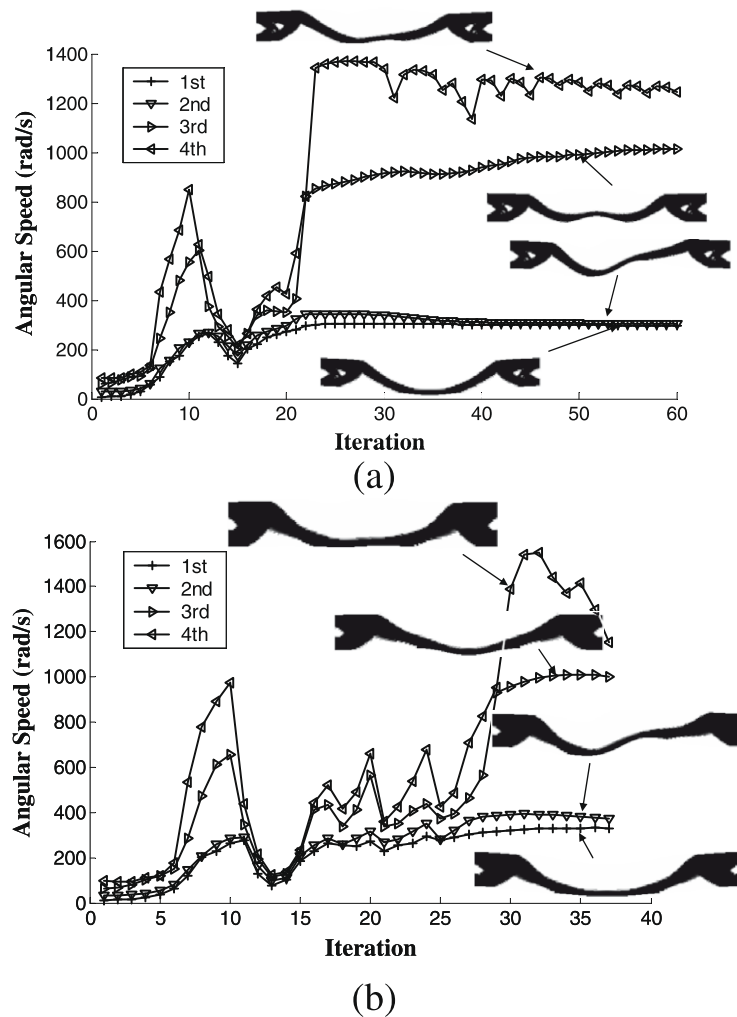 1400
1200
1000
800
600
400
200
0
Angular Speed (rad/s)
1st
2nd
3rd
4th
0 10 20 30 40 50 60
Iteration
(a)
1600
1400
1200
1000
800
600
400
200
0
Angular Speed (rad/s)
1st
2nd
3rd
4th
0 5 10 15 20 25 30 35 40
Iteration
(b)